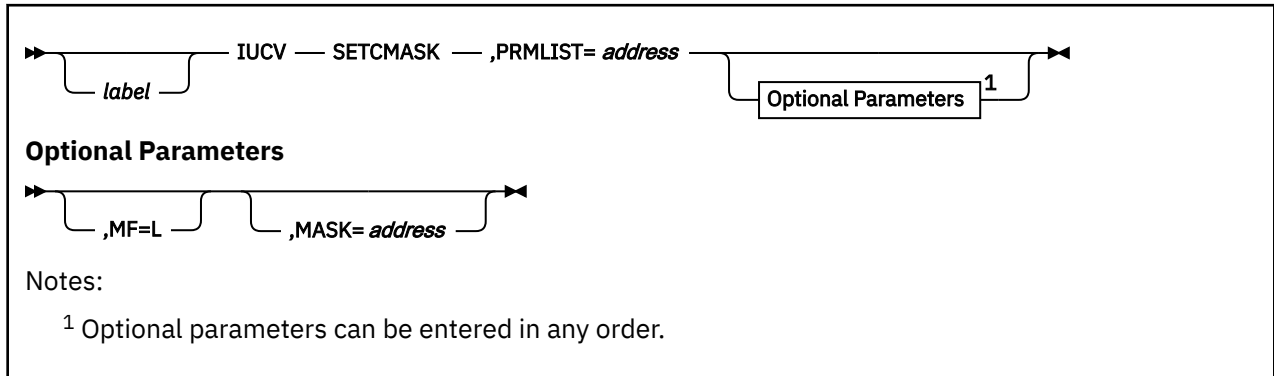 IUCV SETCMASK ,PRMLIST= address
label
Optional Parameters 1
Optional Parameters
,MF=L ,MASK= address
Notes:
1 Optional parameters can be entered in any order.